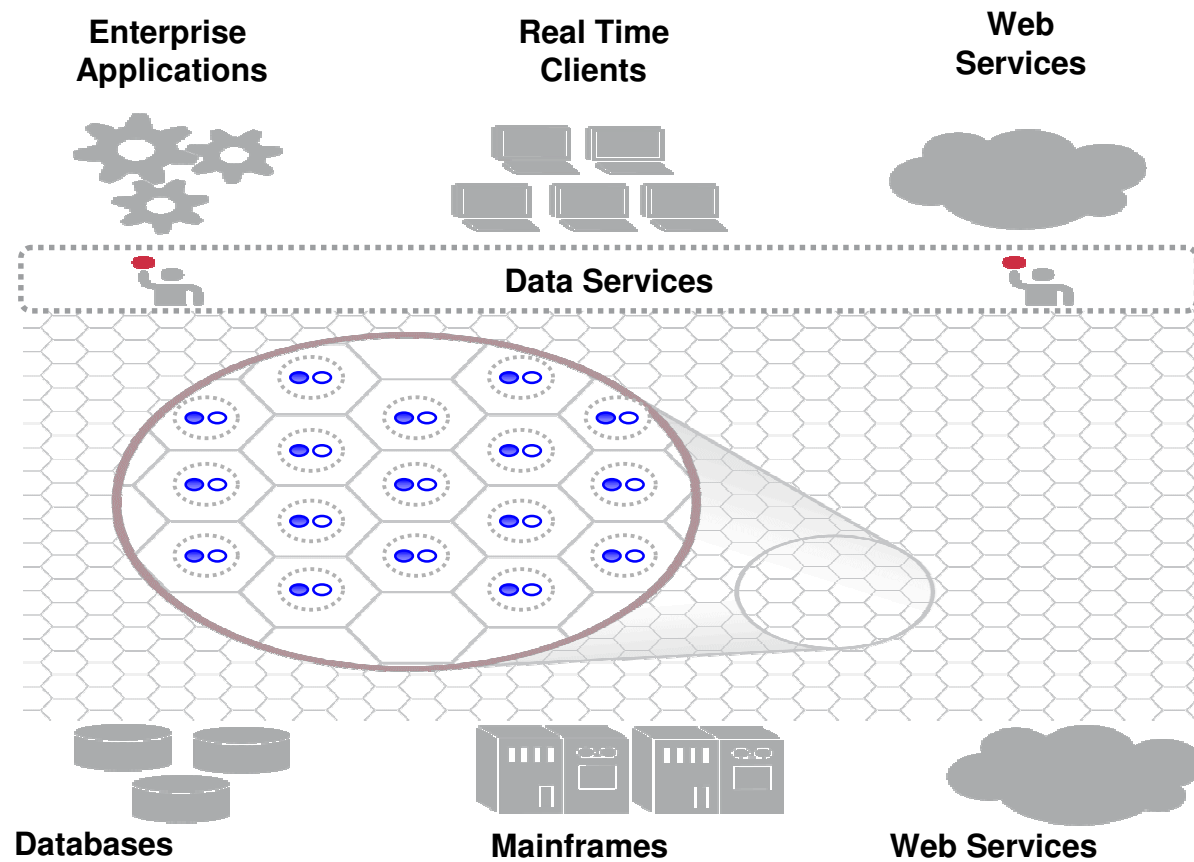 Enterprise
Applications
Real Time
Clients
Web
Services
Data Services
Databases
Mainframes
Web Services